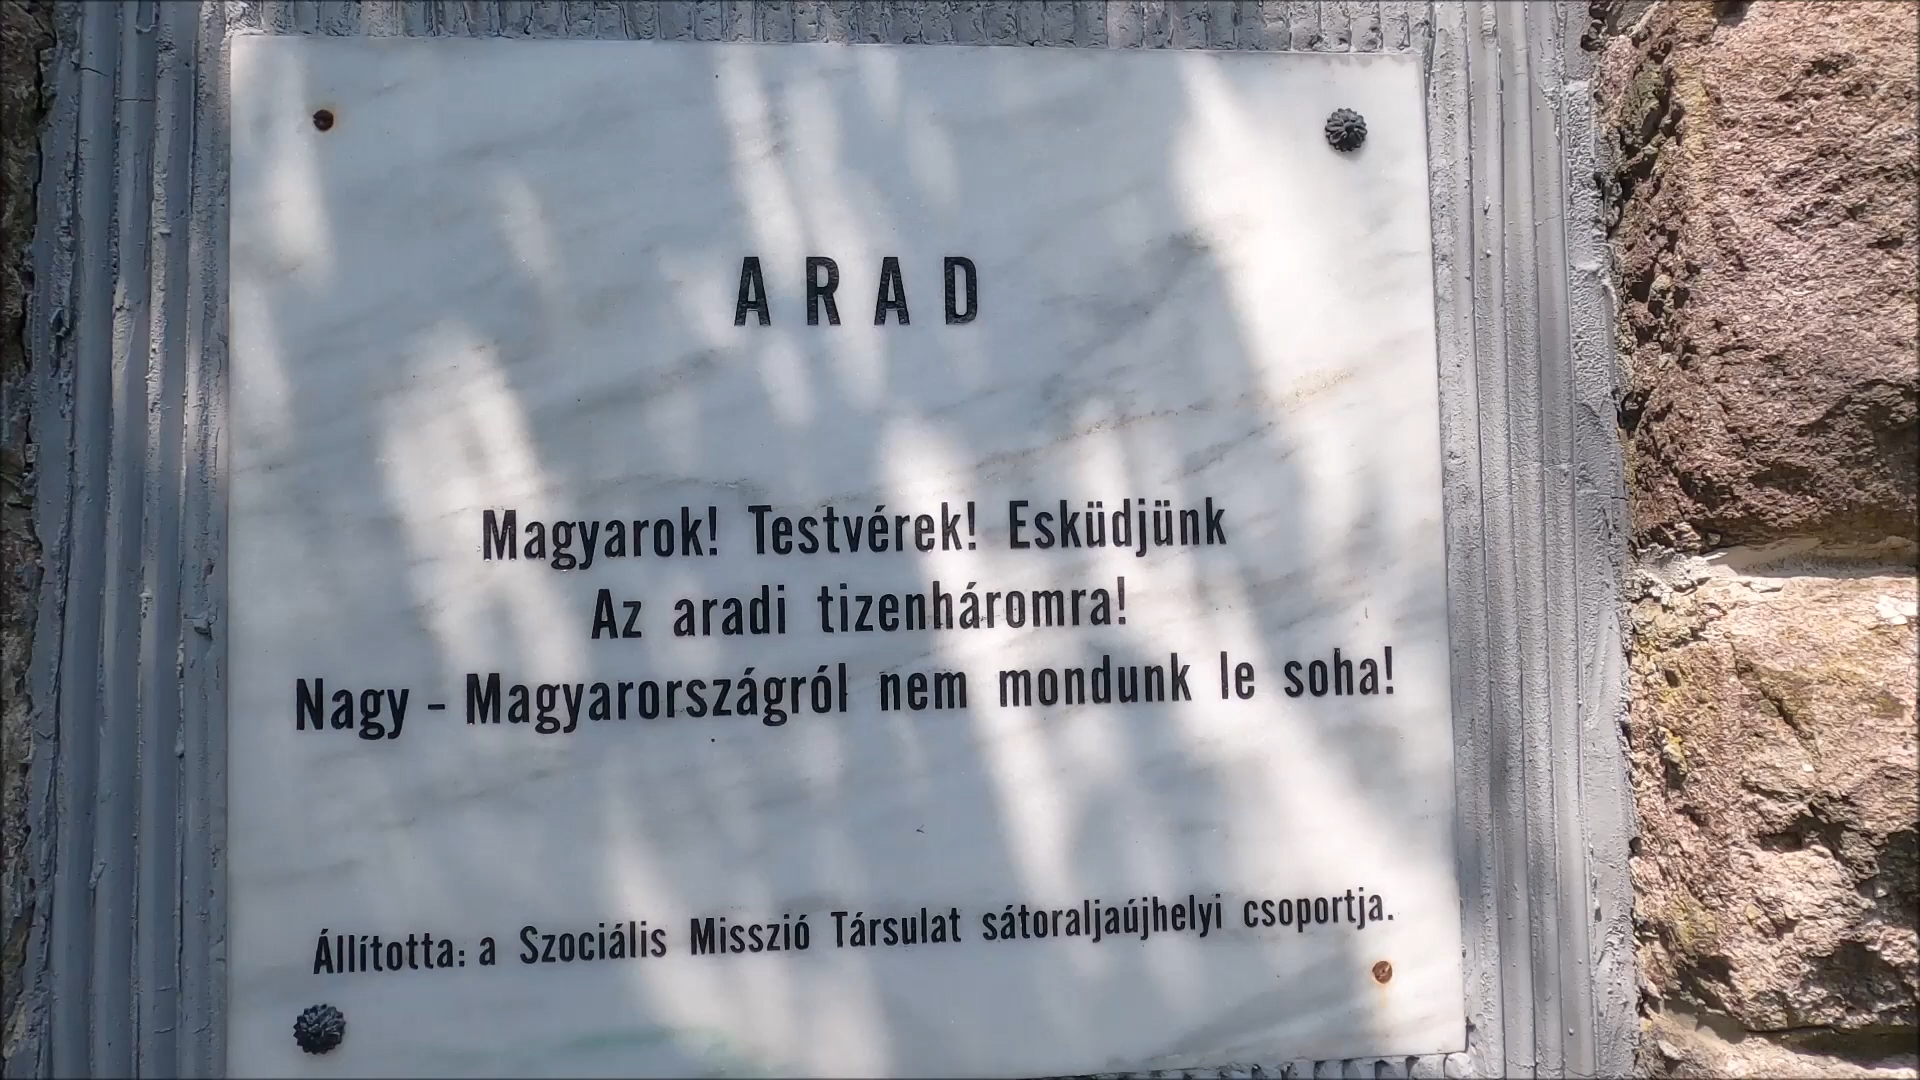 ARAD
Magyarok! Testvérek! Esküdjünk
Az aradi tizenháromra!
Nagy - Magyarországról nem mondunk le soha!
Állította: a Szociális Misszió Társulat sátoraljaújhelyi csoportja.